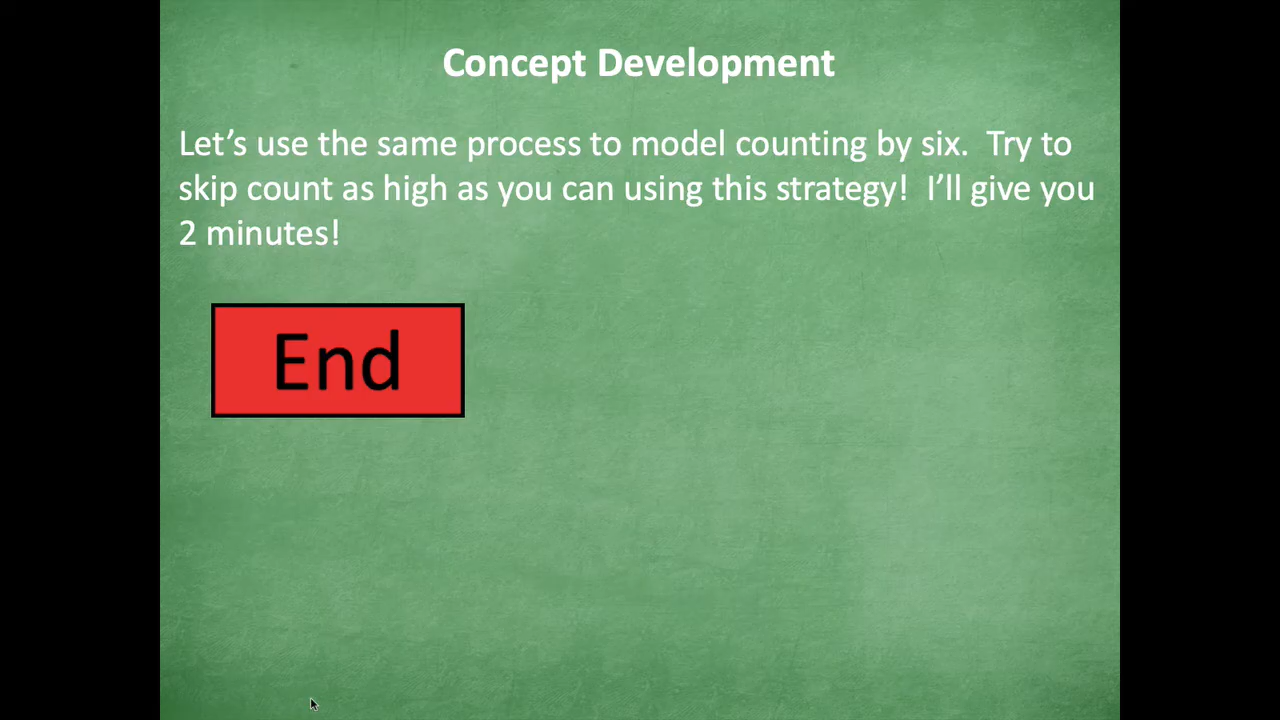 Concept Development
Let’s use the same process to model counting by six.  Try to
skip count as high as you can using this strategy!  I’ll give you
2 minutes!
End